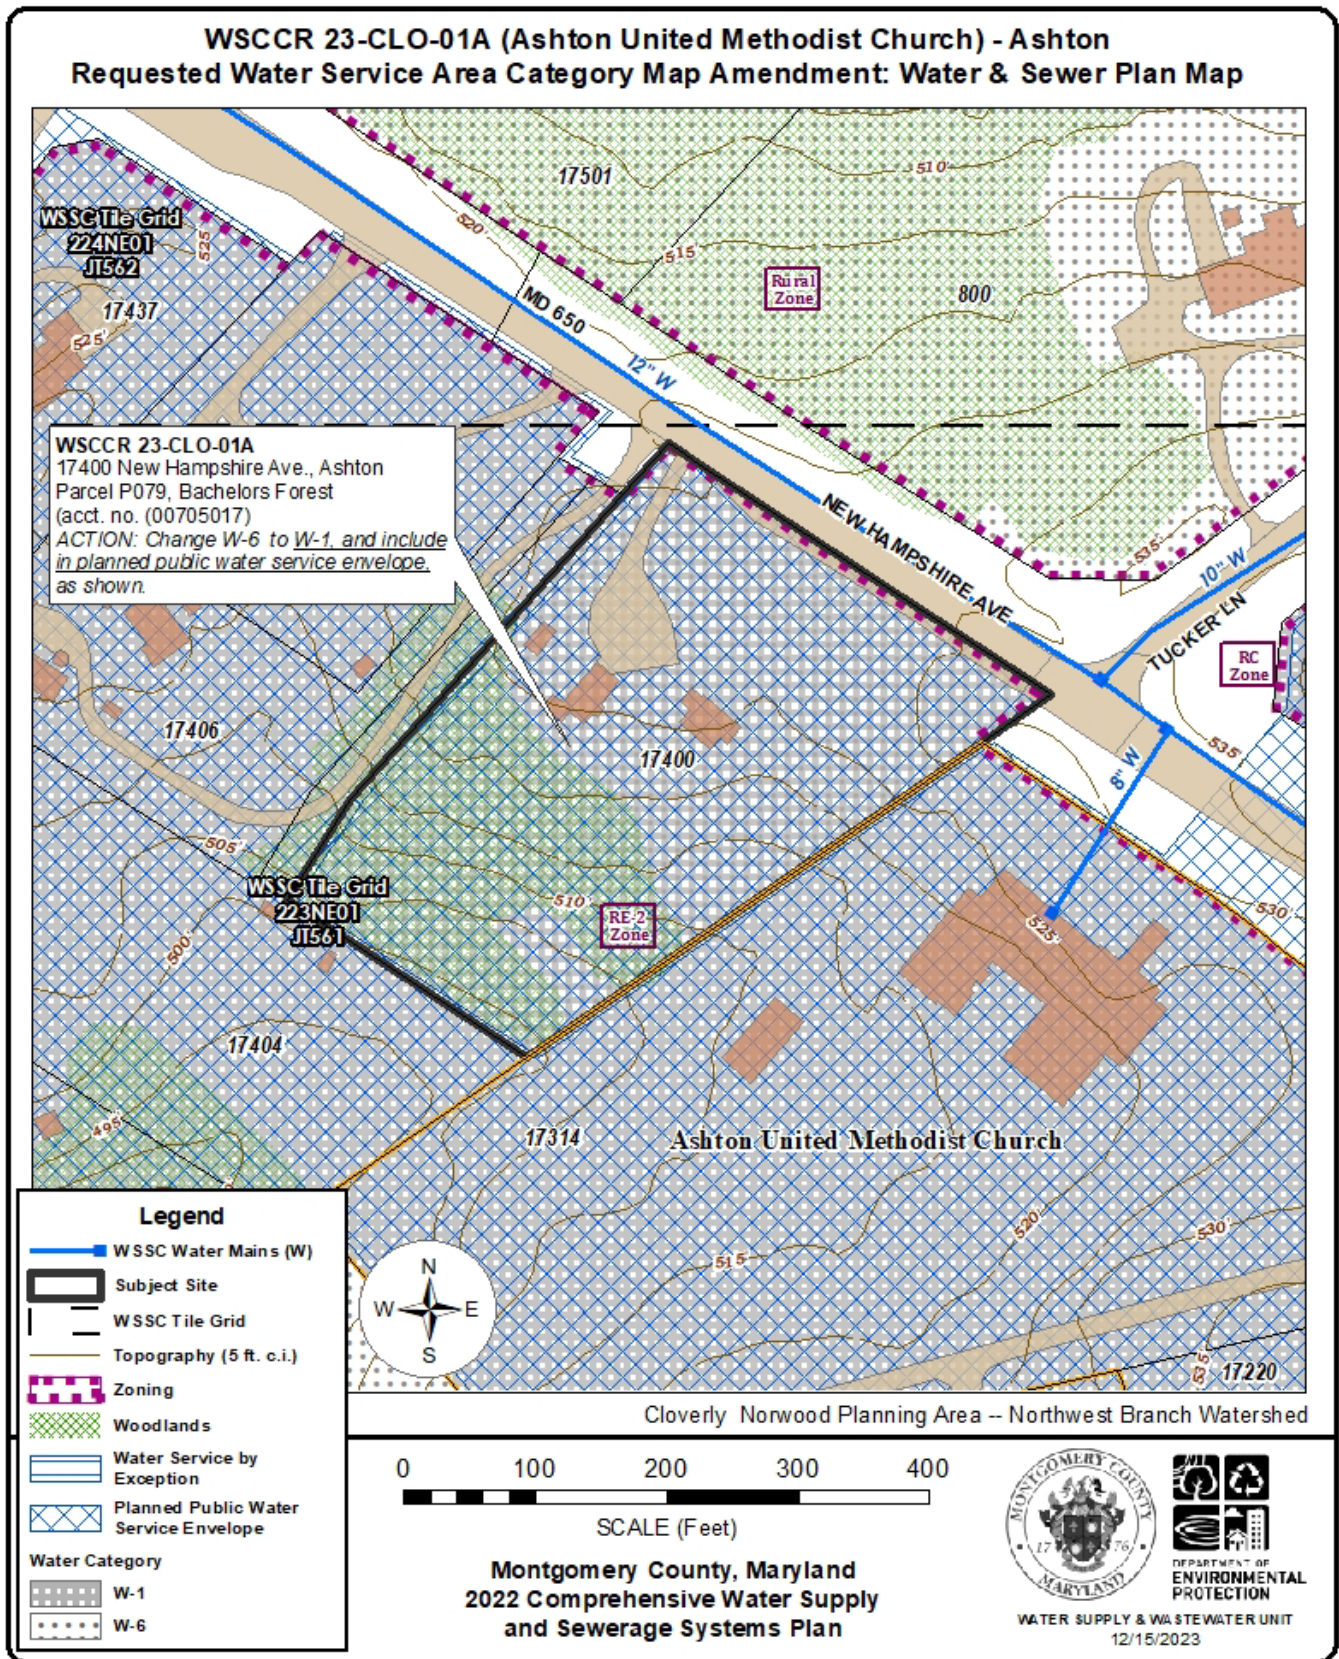 WSCCR 23-CLO-01A (Ashton United Methodist Church) - Ashton
Requested Water Service Area Category Map Amendment: Water & Sewer Plan Map
17501
510'
WSSC Tile Grid
224NE01
JT562
525'
520'
515
Rural
Zone
800
17437
525'
MD 650
12" W
WSCCR 23-CLO-01A
17400 New Hampshire Ave., Ashton
Parcel P079, Bachelors Forest
(acct. no. (00705017)
ACTION: Change W-6 to W-1, and include
in planned public water service envelope,
as shown.
NEW HAMPSHIRE AVE
535'
10" W
TUCKER LN
RC
Zone
17406
17400
535'
8" W
505'
WSSC Tile Grid
223NE01
JT561
510'
RE-2
Zone
525'
530'
500'
17404
495'
17314
Ashton United Methodist Church
520'
530'
515'
535'
17220
Legend
WSSC Water Mains (W)
Subject Site
WSSC Tile Grid
Topography (5 ft. c.i.)
Zoning
Woodlands
Water Service by
Exception
Planned Public Water
Service Envelope
Water Category
W-1
W-6
N
W
E
S
Cloverly Norwood Planning Area -- Northwest Branch Watershed
0 100 200 300 400
SCALE (Feet)
Montgomery County, Maryland
2022 Comprehensive Water Supply
and Sewerage Systems Plan
MONTGOMERY COUNTY
17 76
MARYLAND
DEPARTMENT OF
ENVIRONMENTAL
PROTECTION
WATER SUPPLY & WASTEWATER UNIT
12/15/2023